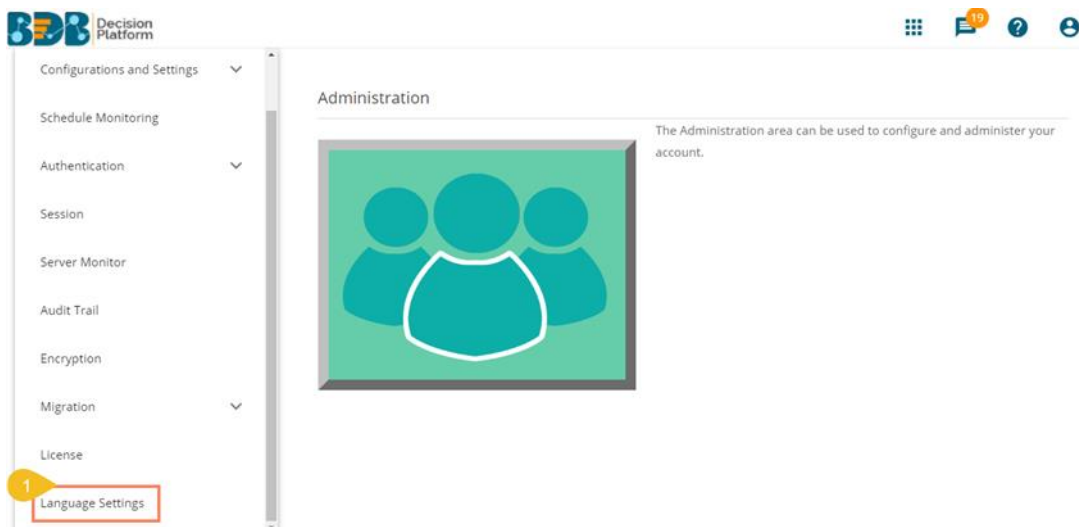 BDB Decision
Platform
19
Configurations and Settings
Schedule Monitoring
Authentication
Session
Server Monitor
Audit Trail
Encryption
Migration
License
1
Language Settings
Administration
The Administration area can be used to configure and administer your
account.